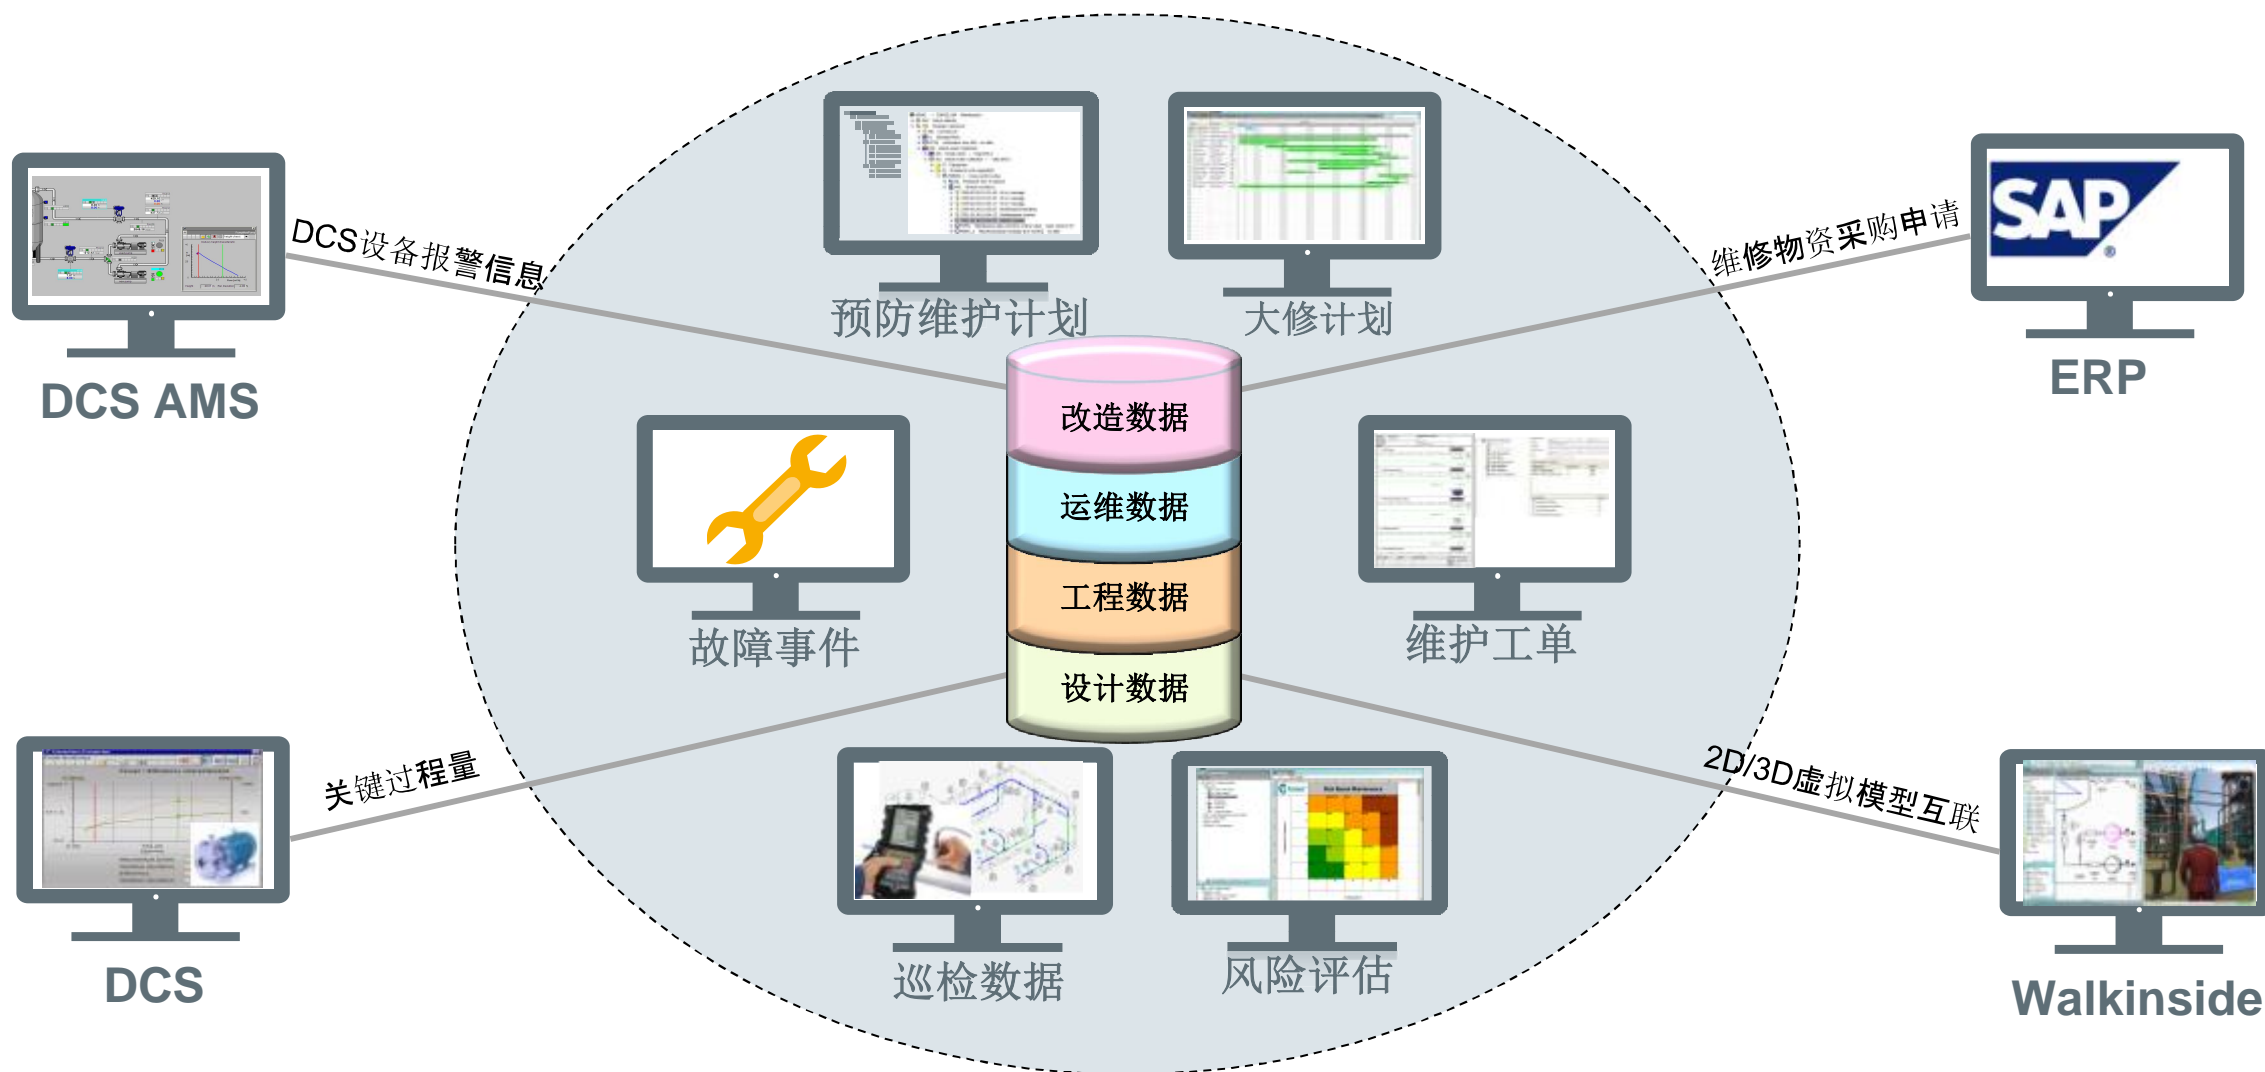 预防维护计划
大修计划
DCS设备报警信息
维修物资采购申请
SAP
®
DCS AMS
ERP
改造数据
运维数据
工程数据
设计数据
故障事件
维护工单
关键过程量
2D/3D虚拟模型互联
DCS
巡检数据
风险评估
Walkinside